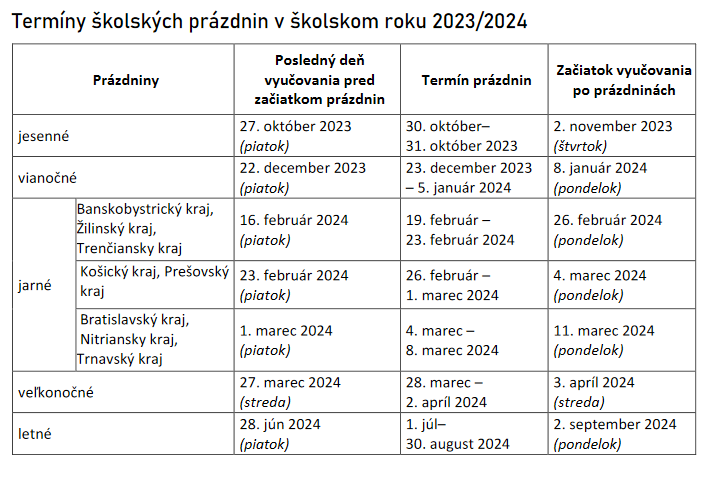 Termíny školských prázdnin v školskom roku 2023/2024
Prázdniny
Posledný deň
vyučovania pred
začiatkom prázdnin
Termín prázdnin
Začiatok vyučovania
po prázdninách
jesenné
27. október 2023
(piatok)
30. október–
31. október 2023
2. november 2023
(štvrtok)
vianočné
22. december 2023
(piatok)
23. december 2023
– 5. január 2024
8. január 2024
(pondelok)
jarné
Banskobystrický kraj,
Žilinský kraj,
Trenčiansky kraj
16. február 2024
(piatok)
19. február –
23. február 2024
26. február 2024
(pondelok)
Košický kraj, Prešovský
kraj
23. február 2024
(piatok)
26. február –
1. marec 2024
4. marec 2024
(pondelok)
Bratislavský kraj,
Nitriansky kraj,
Trnavský kraj
1. marec 2024
(piatok)
4. marec –
8. marec 2024
11. marec 2024
(pondelok)
veľkonočné
27. marec 2024
(streda)
28. marec –
2. apríl 2024
3. apríl 2024
(streda)
letné
28. jún 2024
(piatok)
1. júl–
30. august 2024
2. september 2024
(pondelok)